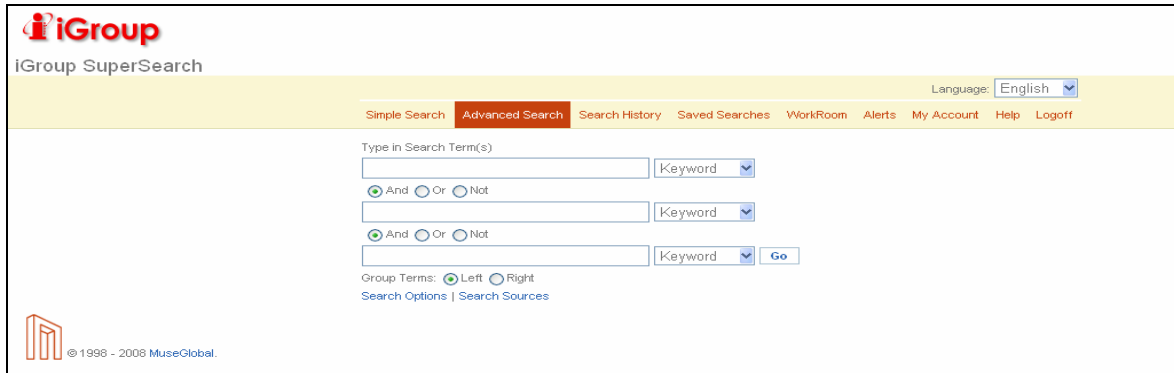 iGroup
iGroup SuperSearch
Language: English
Simple Search Advanced Search Search History Saved Searches WorkRoom Alerts My Account Help Logoff
Type in Search Term(s)
Keyword
And Or Not
Keyword
And Or Not
Keyword Go
Group Terms: Left Right
Search Options | Search Sources
© 1998 - 2008 MuseGlobal.